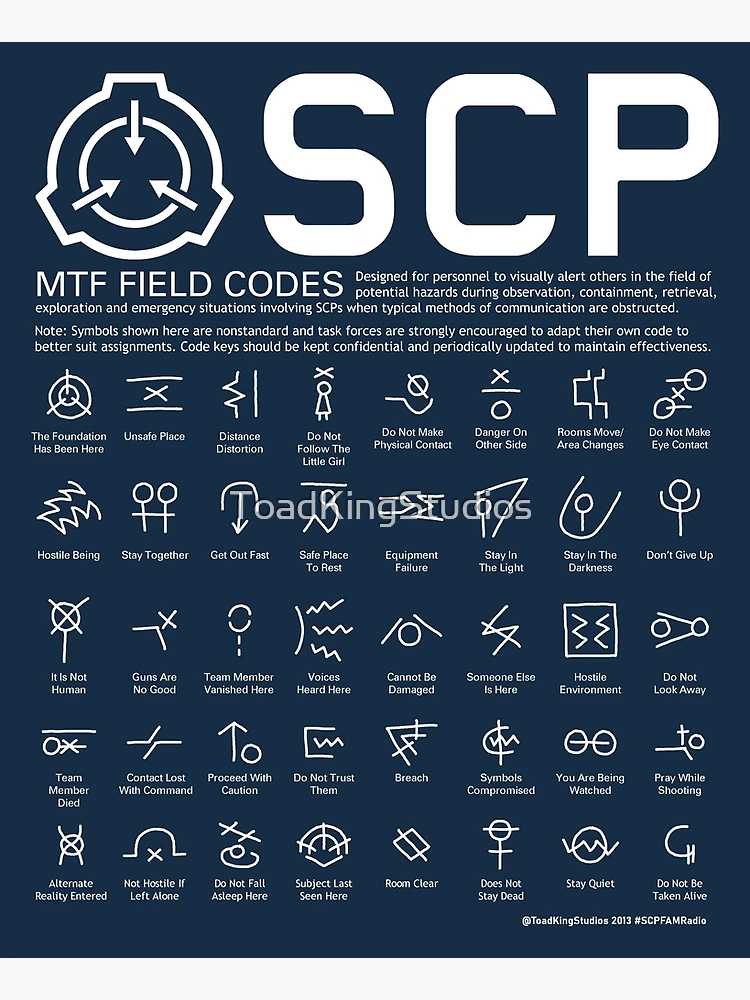 SCP
MTF FIELD CODES
Designed for personnel to visually alert others in the field of
potential hazards during observation, containment, retrieval,
exploration and emergency situations involving SCPs when typical methods of communication are obstructed.
Note: Symbols shown here are nonstandard and task forces are strongly encouraged to adapt their own code to
better suit assignments. Code keys should be kept confidential and periodically updated to maintain effectiveness.
The Foundation
Has Been Here
Unsafe Place
Distance
Distortion
Do Not
Follow The
Little Girl
Do Not Make
Physical Contact
Danger On
Other Side
Rooms Move/
Area Changes
Do Not Make
Eye Contact
ToadKingStudios
Hostile Being
Stay Together
Get Out Fast
Safe Place
To Rest
Equipment
Failure
Stay In
The Light
Stay In The
Darkness
Don't Give Up
It Is Not
Human
Guns Are
No Good
Team Member
Vanished Here
Voices
Heard Here
Cannot Be
Damaged
Someone Else
Is Here
Hostile
Environment
Do Not
Look Away
Team
Member
Died
Contact Lost
With Command
Proceed With
Caution
Do Not Trust
Them
Breach
Symbols
Compromised
You Are Being
Watched
Pray While
Shooting
Alternate
Reality Entered
Not Hostile If
Left Alone
Do Not Fall
Asleep Here
Subject Last
Seen Here
Room Clear
Does Not
Stay Dead
Stay Quiet
Do Not Be
Taken Alive
@ToadKingStudios 2013 #SCPFAMRadio